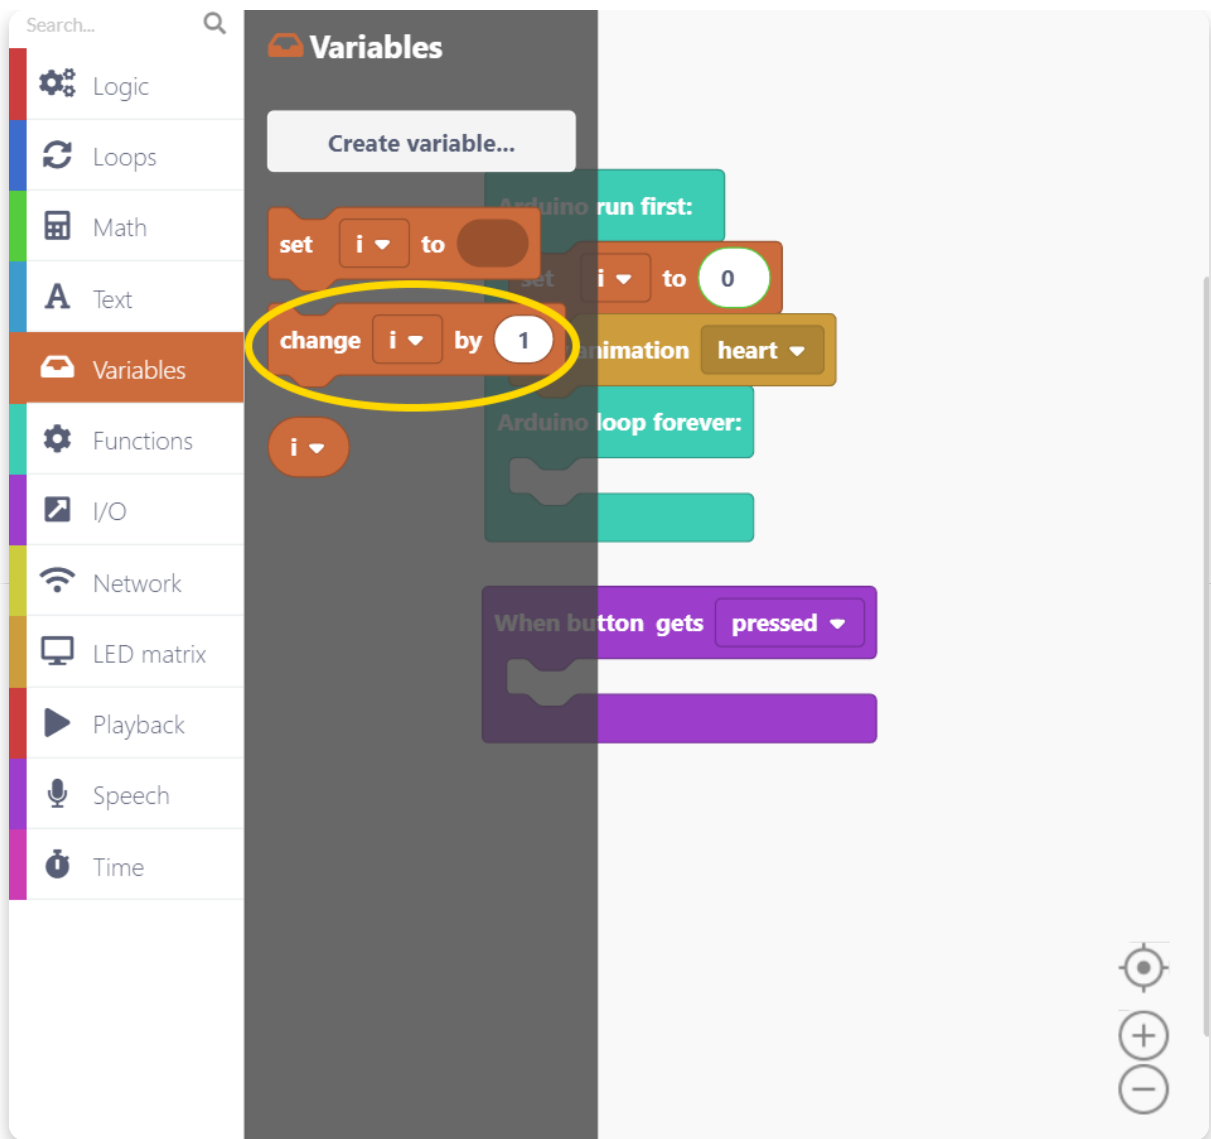 Search...
Logic
Loops
Math
Text
Variables
Functions
I/O
Network
LED matrix
Playback
Speech
Time
Variables
Create variable...
set i to
change i by 1
i
Arduino run first:
set i to 0
animation heart
Arduino loop forever:
When button gets pressed